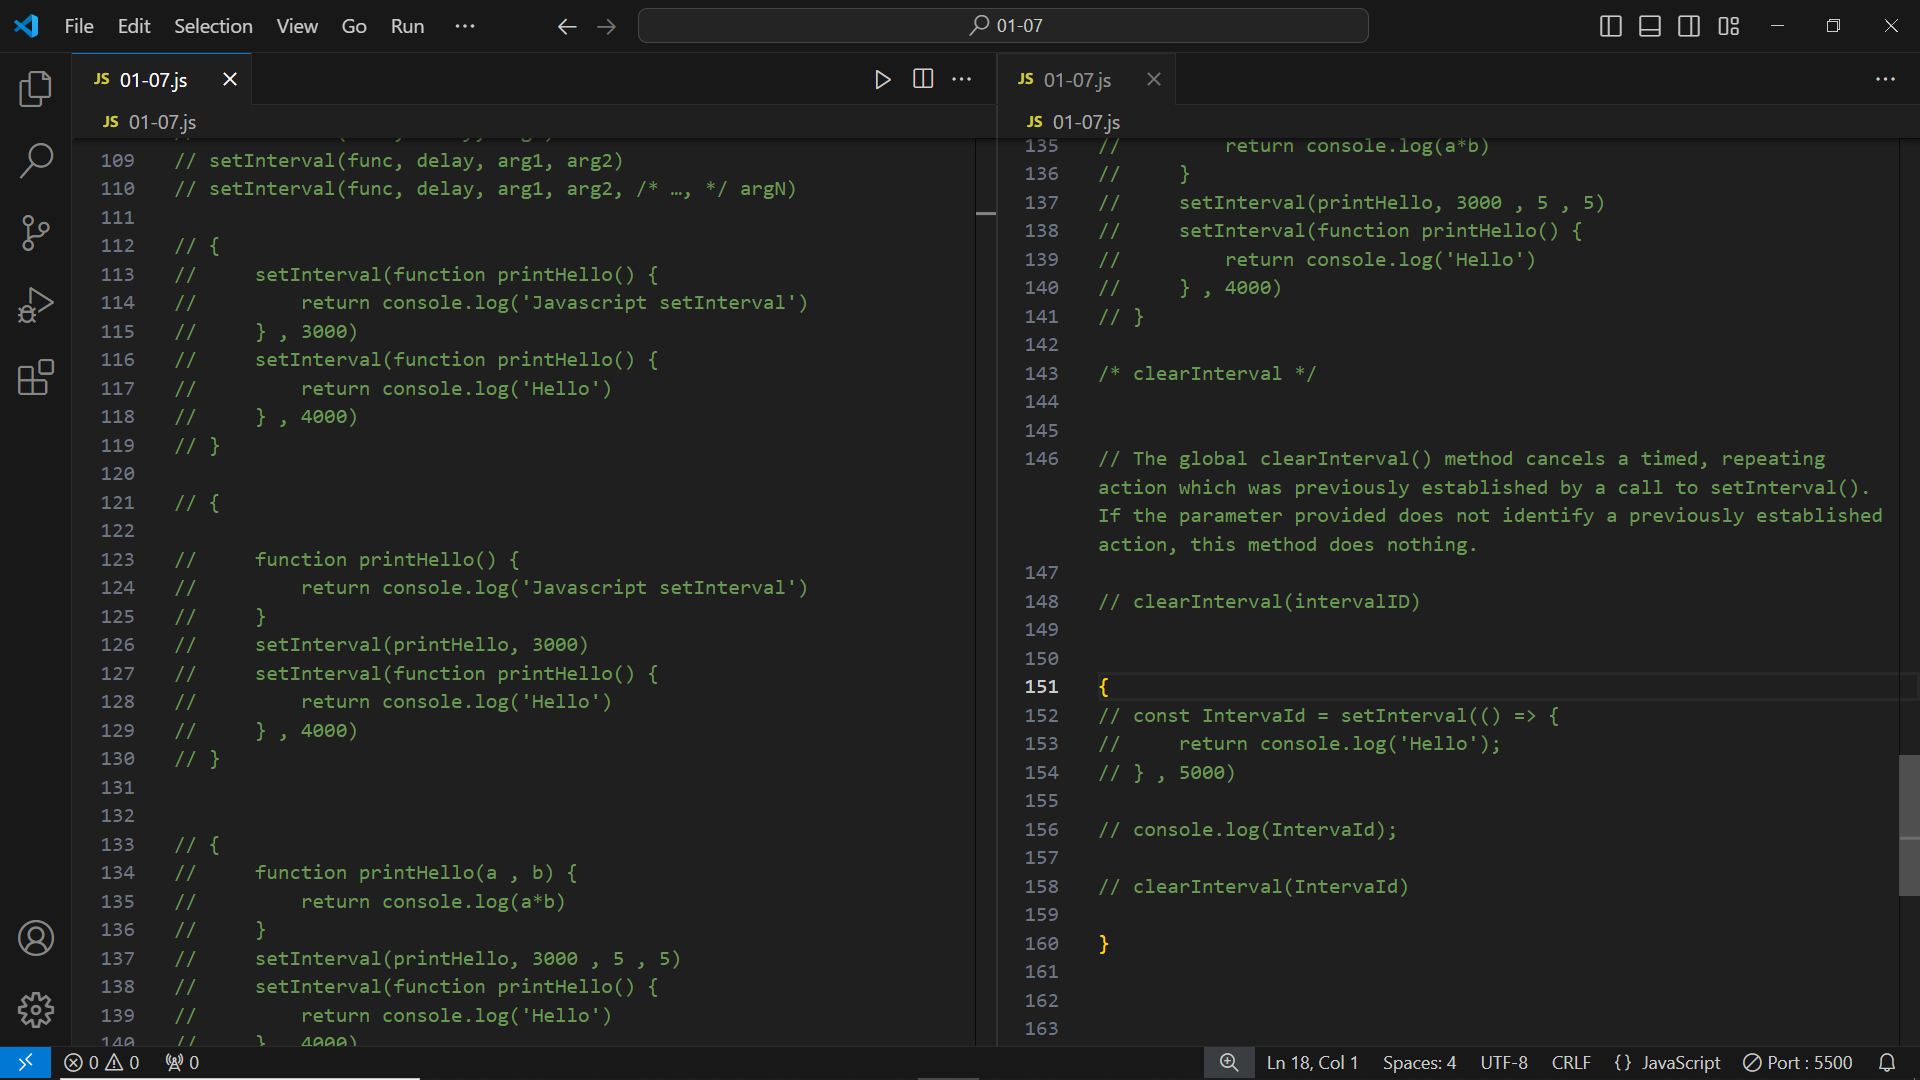 File Edit Selection View Go Run ···
01-07
JS 01-07.js
JS 01-07.js
109 // setInterval(func, delay, arg1, arg2)
110 // setInterval(func, delay, arg1, arg2, /* …, */ argN)
111
112 // {
113 //     setInterval(function printHello() {
114 //         return console.log('Javascript setInterval')
115 //     } , 3000)
116 //     setInterval(function printHello() {
117 //         return console.log('Hello')
118 //     } , 4000)
119 // }
120
121 // {
122
123 //     function printHello() {
124 //         return console.log('Javascript setInterval')
125 //     }
126 //     setInterval(printHello, 3000)
127 //     setInterval(function printHello() {
128 //         return console.log('Hello')
129 //     } , 4000)
130 // }
131
132
133 // {
134 //     function printHello(a , b) {
135 //         return console.log(a*b)
136 //     }
137 //     setInterval(printHello, 3000 , 5 , 5)
138 //     setInterval(function printHello() {
139 //         return console.log('Hello')
140 //     } , 4000)
JS 01-07.js
JS 01-07.js
135 //         return console.log(a*b)
136 //     }
137 //     setInterval(printHello, 3000 , 5 , 5)
138 //     setInterval(function printHello() {
139 //         return console.log('Hello')
140 //     } , 4000)
141 // }
142
143 /* clearInterval */
144
145
146 // The global clearInterval() method cancels a timed, repeating
action which was previously established by a call to setInterval().
If the parameter provided does not identify a previously established
action, this method does nothing.
147
148 // clearInterval(intervalID)
149
150
151 {
152 // const IntervaId = setInterval(() => {
153 //     return console.log('Hello');
154 // } , 5000)
155
156 // console.log(IntervaId);
157
158 // clearInterval(IntervaId)
159
160 }
161
162
163
0 0 0 Ln 18, Col 1 Spaces: 4 UTF-8 CRLF {} JavaScript Port : 5500